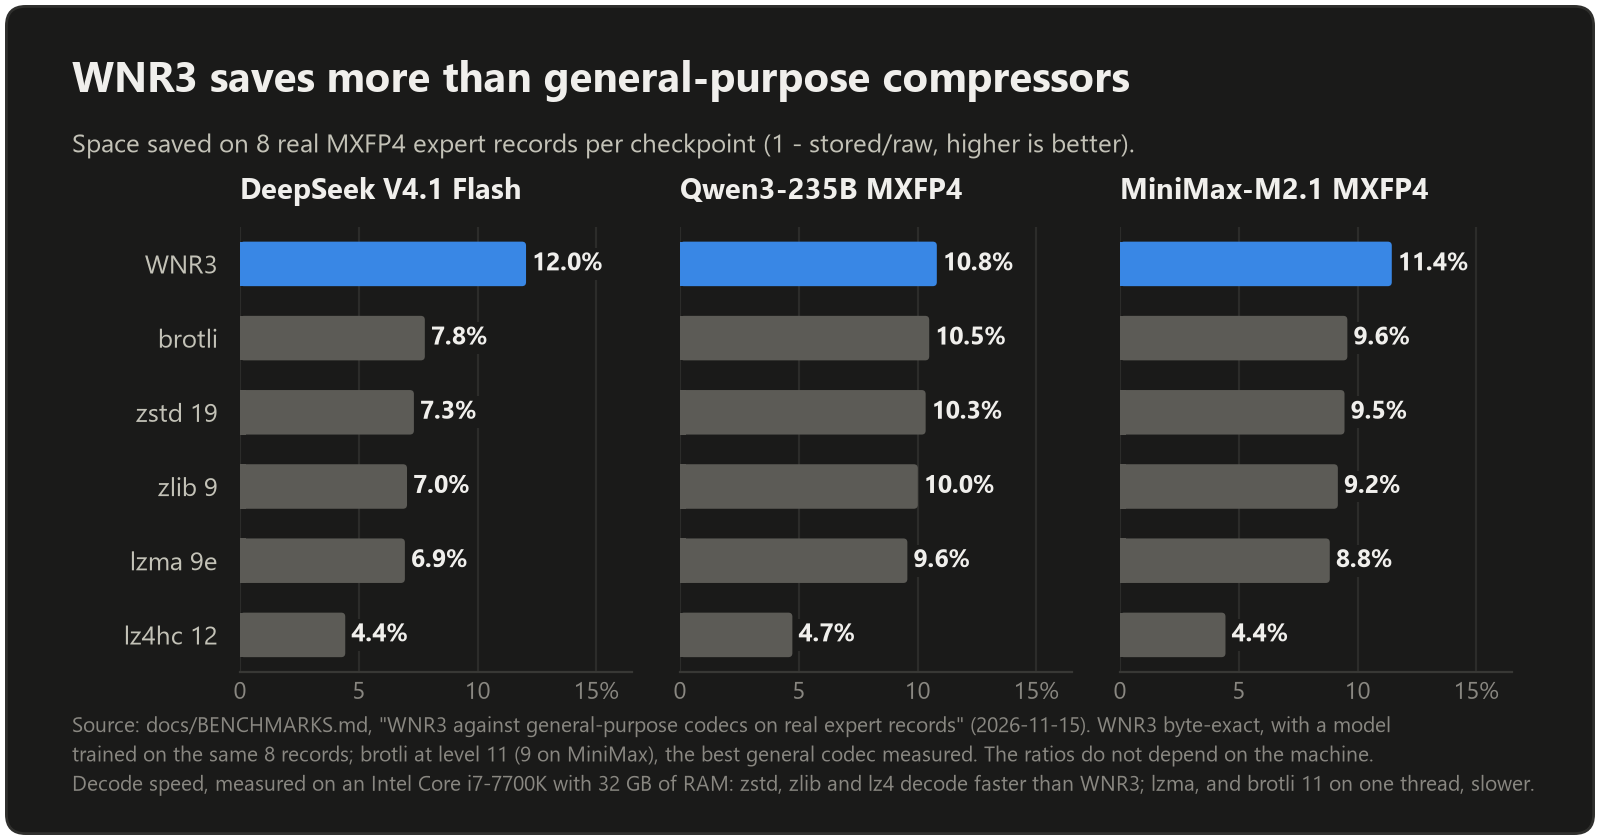 WNR3 saves more than general-purpose compressors
Space saved on 8 real MXFP4 expert records per checkpoint (1 - stored/raw, higher is better).
DeepSeek V4.1 Flash
Qwen3-235B MXFP4
MiniMax-M2.1 MXFP4
WNR3 12.0% 10.8% 11.4%
brotli 7.8% 10.5% 9.6%
zstd 19 7.3% 10.3% 9.5%
zlib 9 7.0% 10.0% 9.2%
lzma 9e 6.9% 9.6% 8.8%
lz4hc 12 4.4% 4.7% 4.4%
0 5 10 15% 0 5 10 15% 0 5 10 15%
Source: docs/BENCHMARKS.md, "WNR3 against general-purpose codecs on real expert records" (2026-11-15). WNR3 byte-exact, with a model
trained on the same 8 records; brotli at level 11 (9 on MiniMax), the best general codec measured. The ratios do not depend on the machine.
Decode speed, measured on an Intel Core i7-7700K with 32 GB of RAM: zstd, zlib and lz4 decode faster than WNR3; lzma, and brotli 11 on one thread, slower.